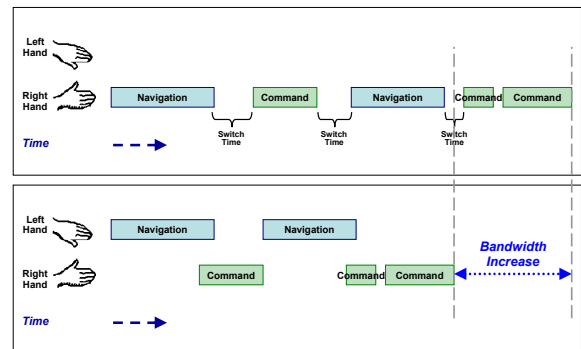 Left
Hand
Right
Hand
Navigation
Command
Navigation
Command
Command
Switch
Time
Switch
Time
Switch
Time
Time
Left
Hand
Navigation
Navigation
Right
Hand
Command
Command
Command
Bandwidth
Increase
Time